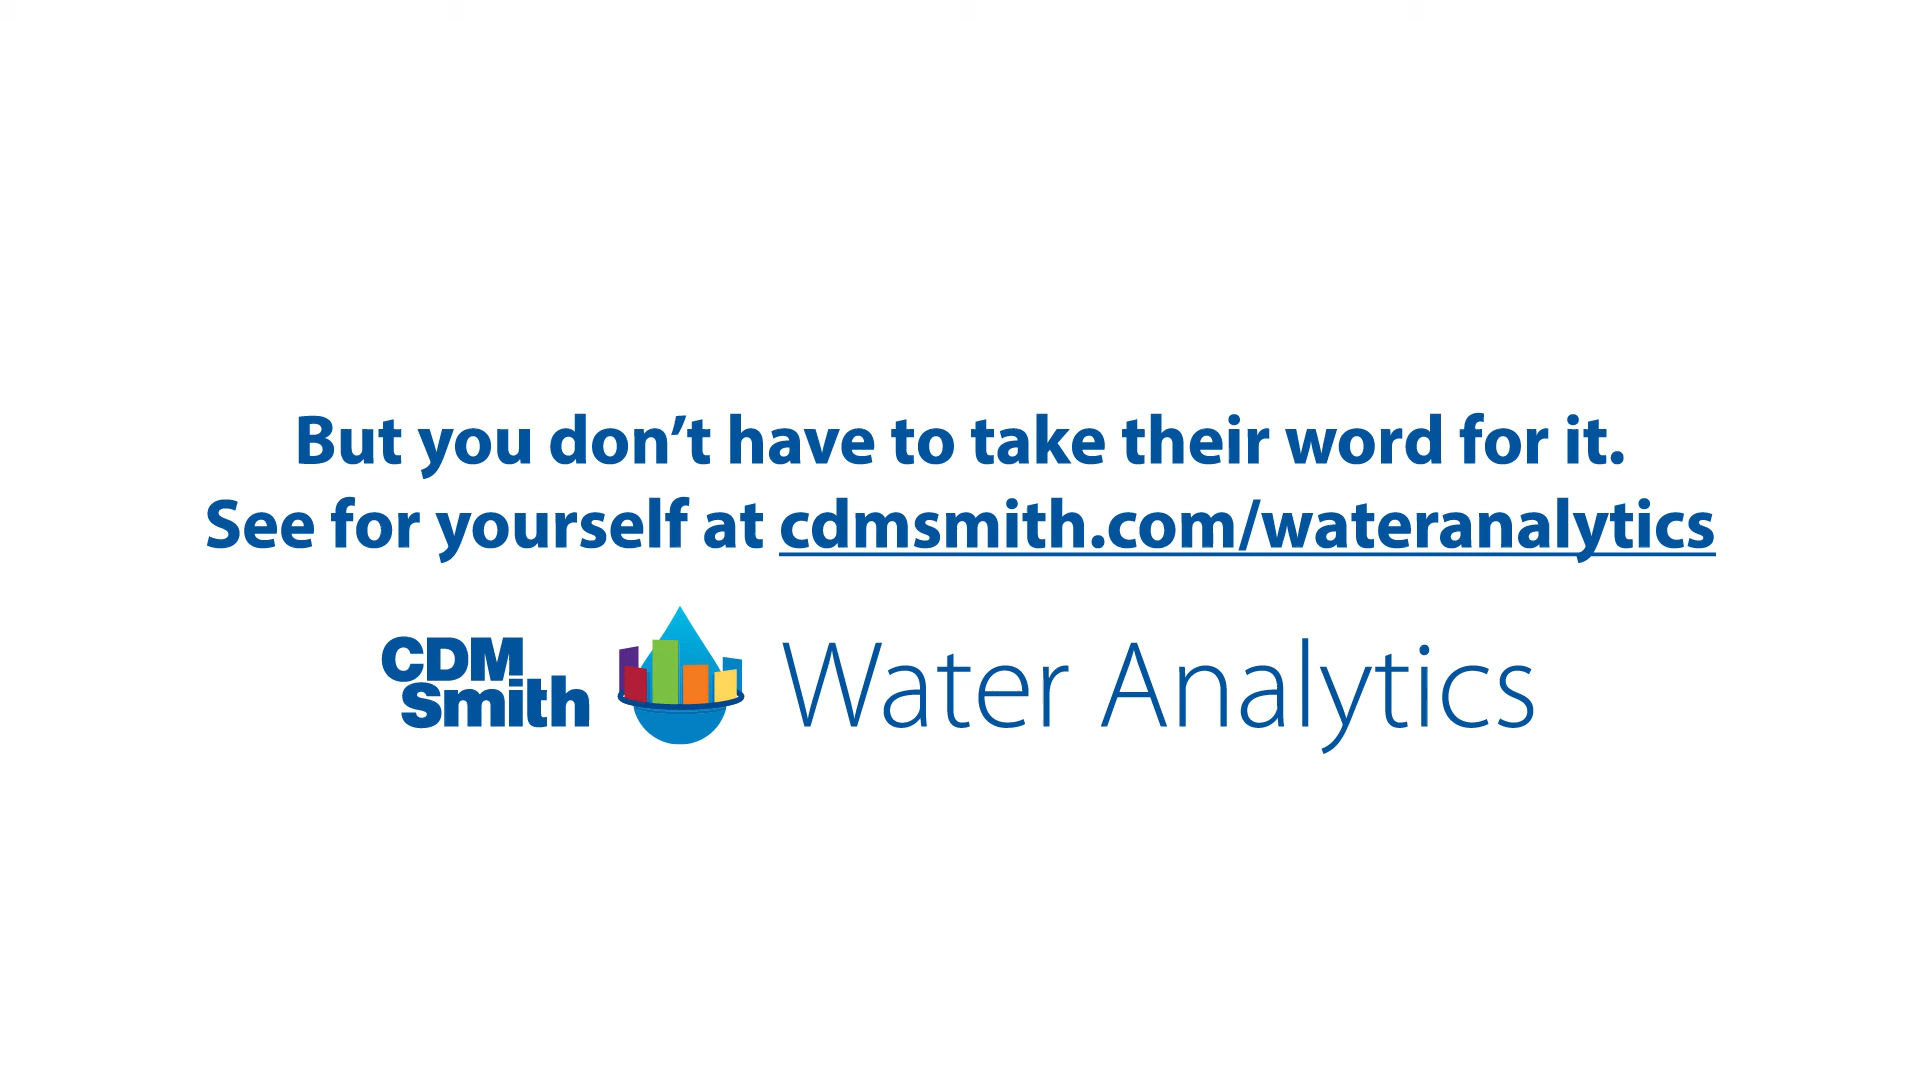 But you don’t have to take their word for it.
See for yourself at cdmsmith.com/wateranalytics
CDM
Smith
Water Analytics